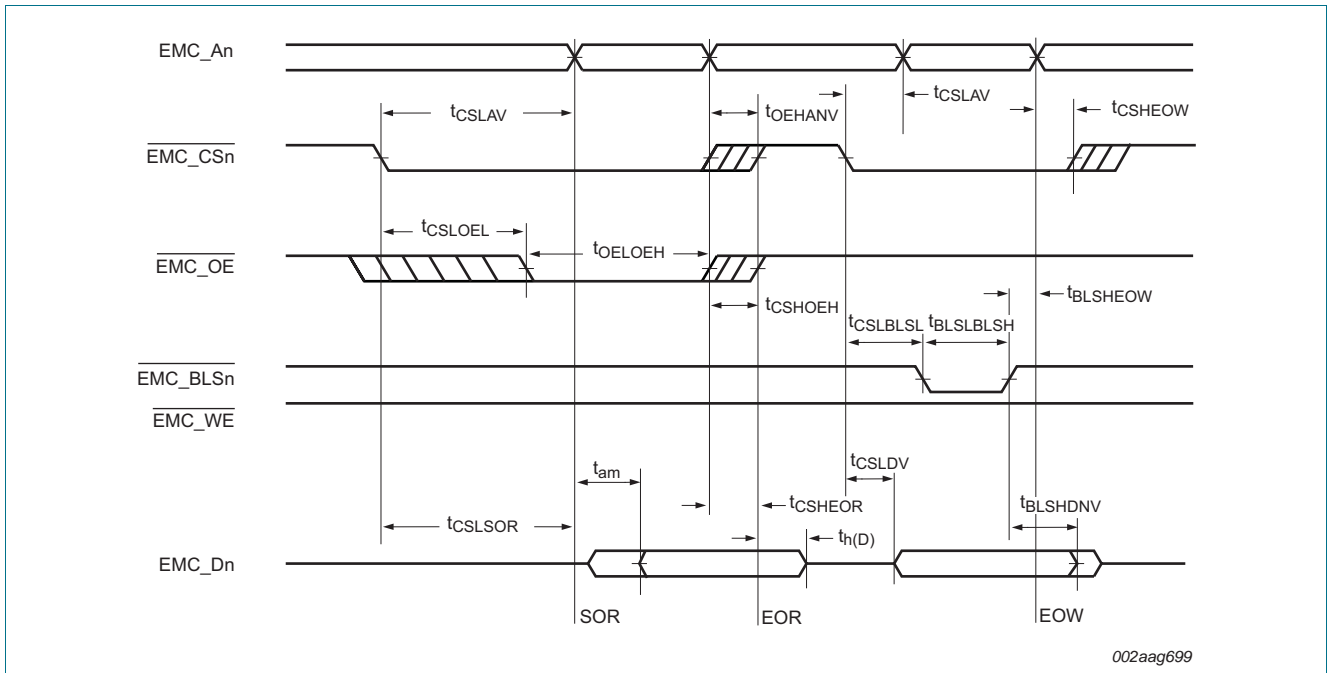 EMC_An
tCSLAV
tOEHANV
tCSLAV
tCSHEOW
EMC_CSn
tCSLOEL
tOELOEH
EMC_OE
tCSHOEH
tBLSHEOW
tCSLBLSL
tBLSLBLSH
EMC_BLSn
EMC_WE
tam
tCSLDV
tCSHEOR
tBLSHDNV
tCSLSOR
th(D)
EMC_Dn
SOR
EOR
EOW
002aag699